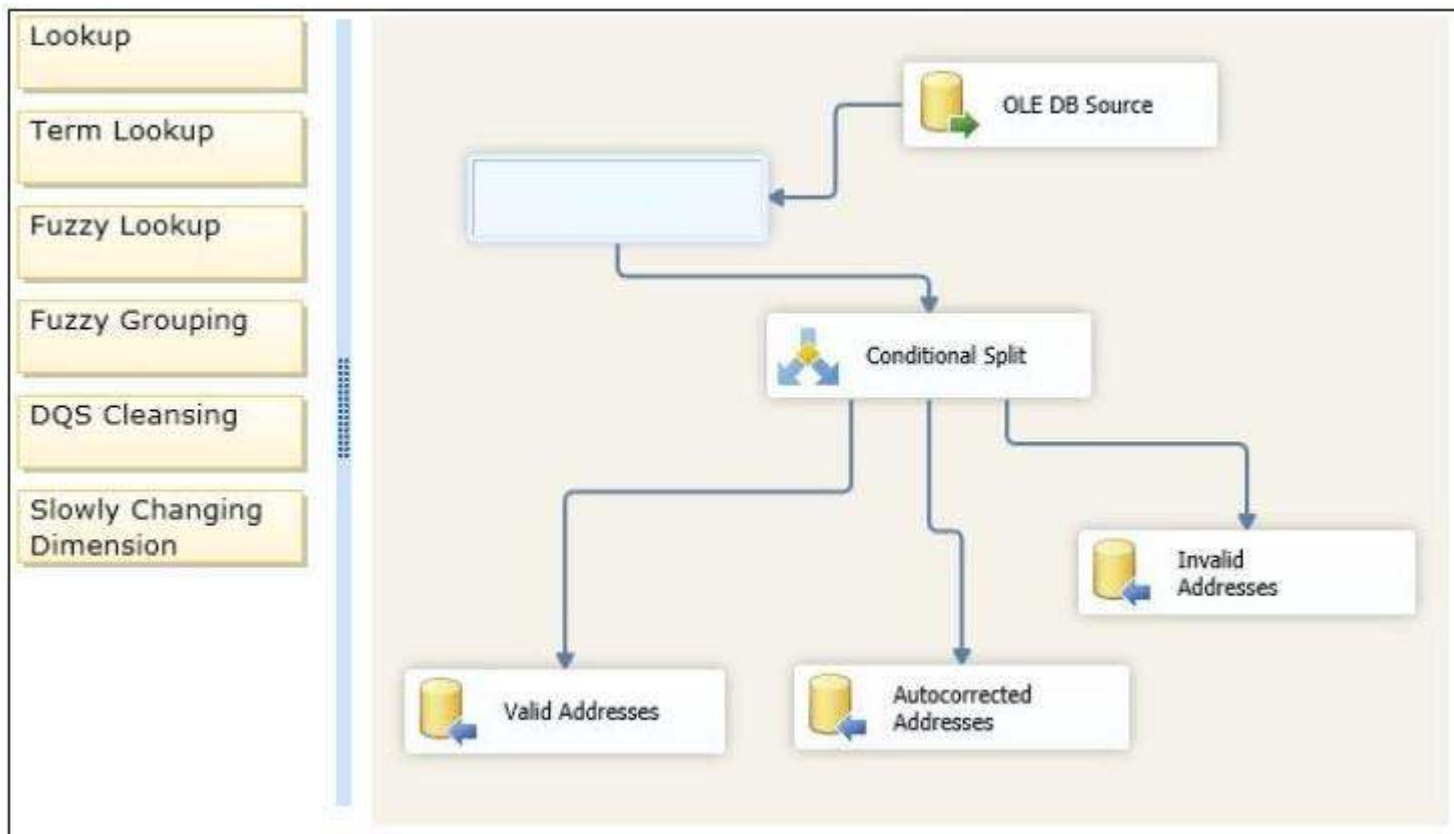 Lookup
Term Lookup
Fuzzy Lookup
Fuzzy Grouping
DQS Cleansing
Slowly Changing
Dimension
OLE DB Source
Conditional Split
Invalid
Addresses
Valid Addresses
Autocorrected
Addresses